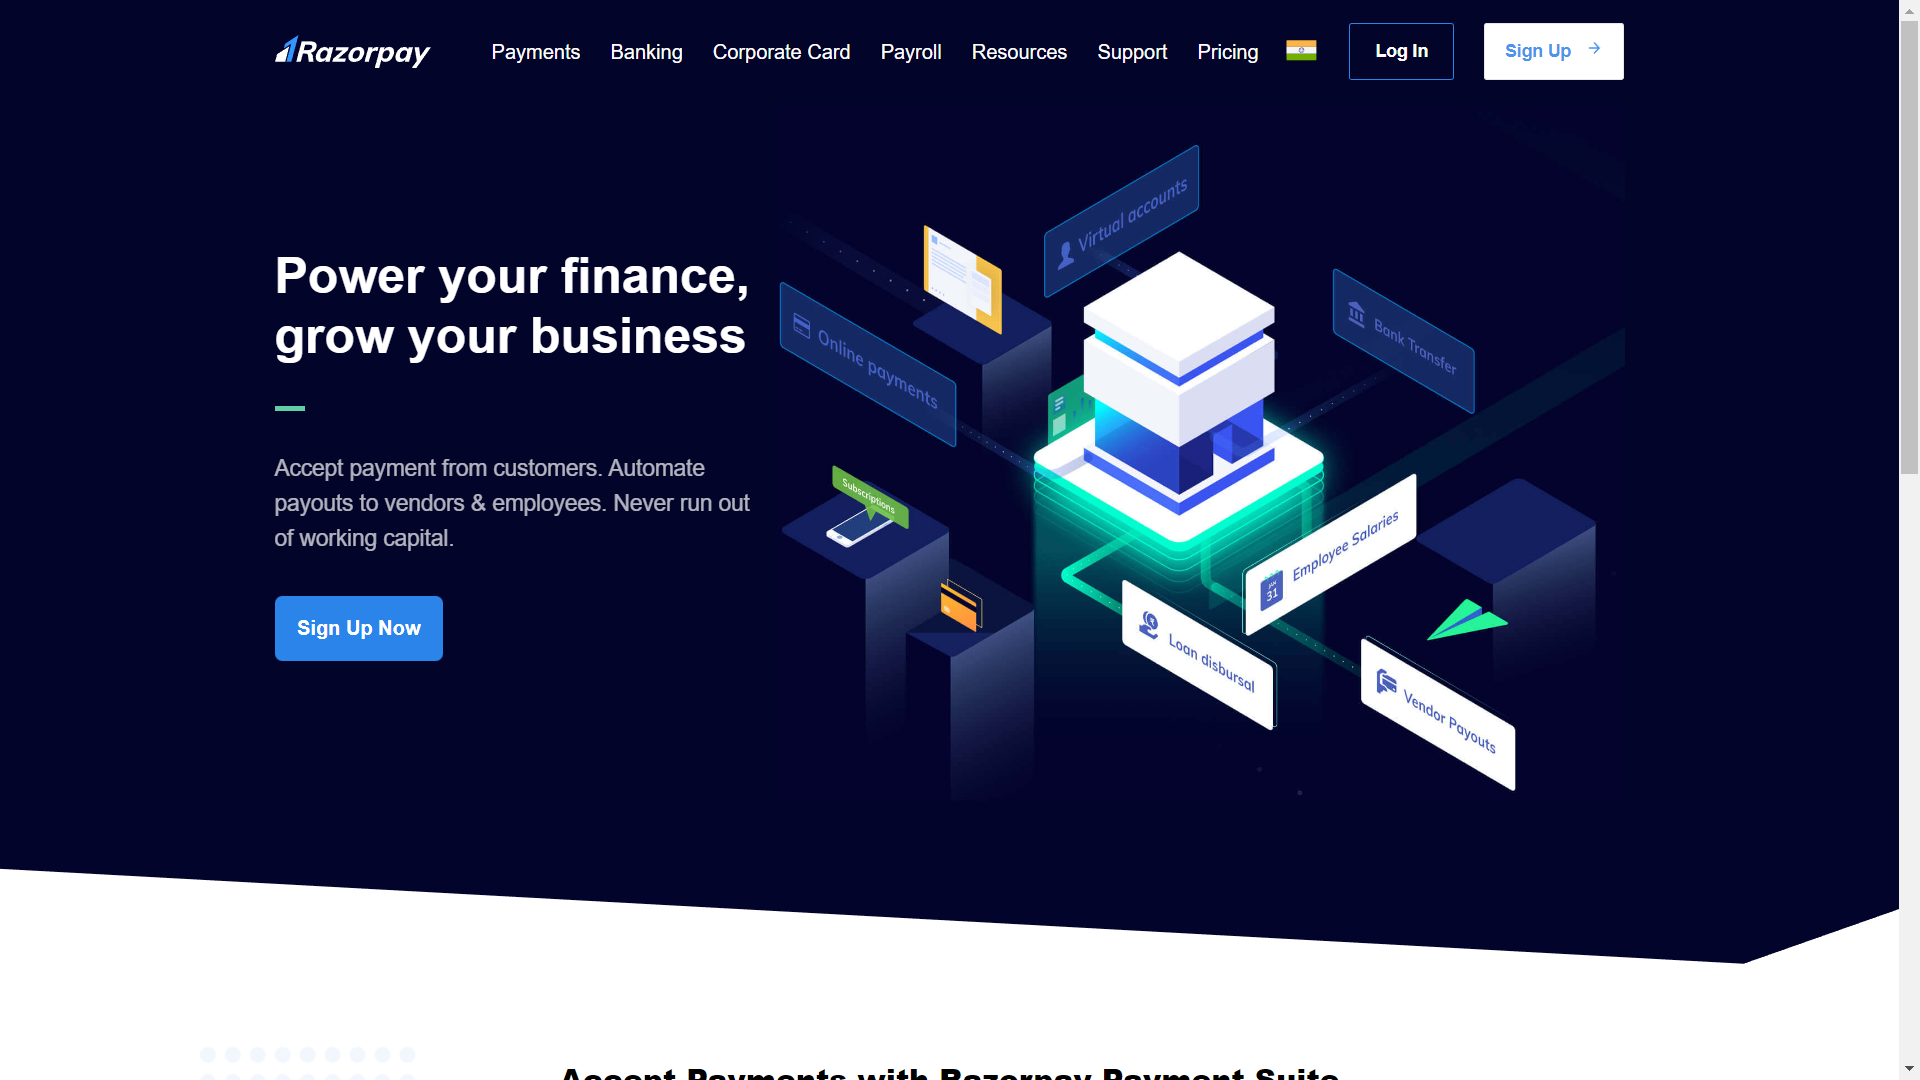 Razorpay
Payments
Banking
Corporate Card
Payroll
Resources
Support
Pricing
Log In
Sign Up
Power your finance,
grow your business
Accept payment from customers. Automate
payouts to vendors & employees. Never run out
of working capital.
Sign Up Now
Virtual accounts
Online payments
Bank Transfer
Subscriptions
Employee Salaries
JAN
31
Loan disbursal
Vendor Payouts
Accept Payments with Razorpay Payment Suite